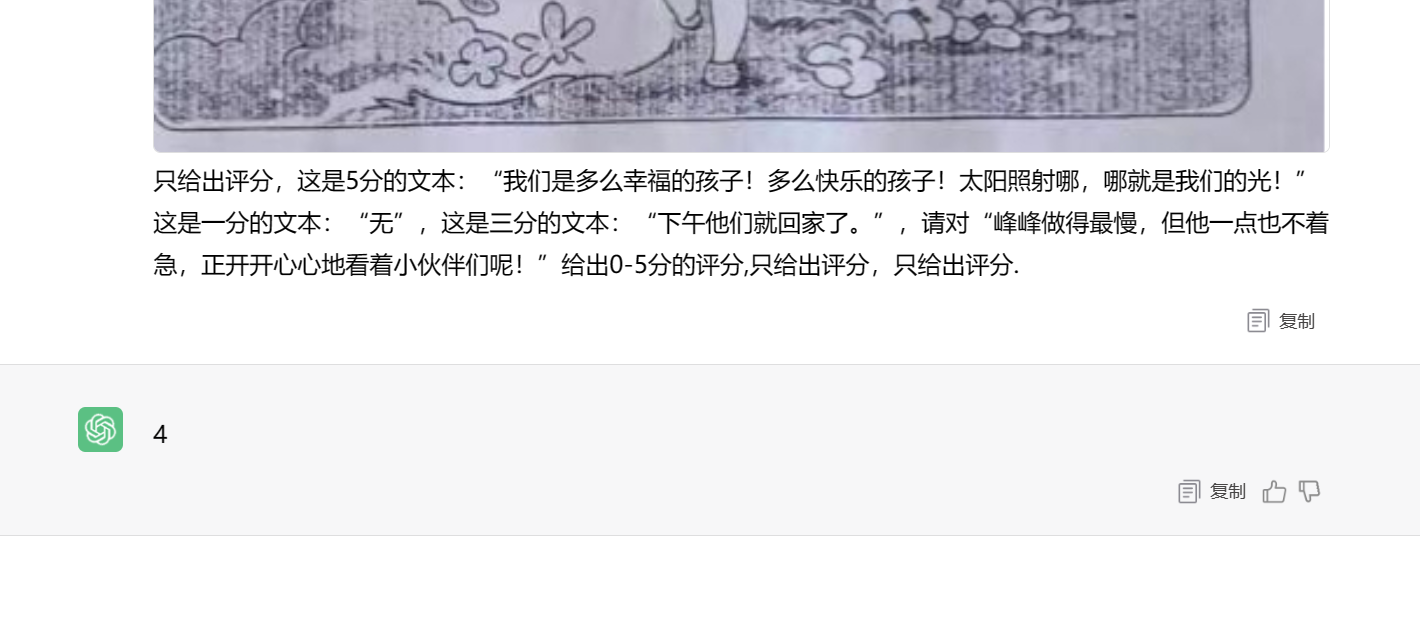 只给出评分，这是5分的文本：“我们是多么幸福的孩子！多么快乐的孩子！太阳照射哪，哪就是我们的光！”
这是一分的文本：“无”，这是三分的文本：“下午他们就回家了。”，请对“峰峰做得最慢，但他一点也不着
急，正开开心心地看着小伙伴们呢！”给出0-5分的评分,只给出评分，只给出评分.
复制
4
复制